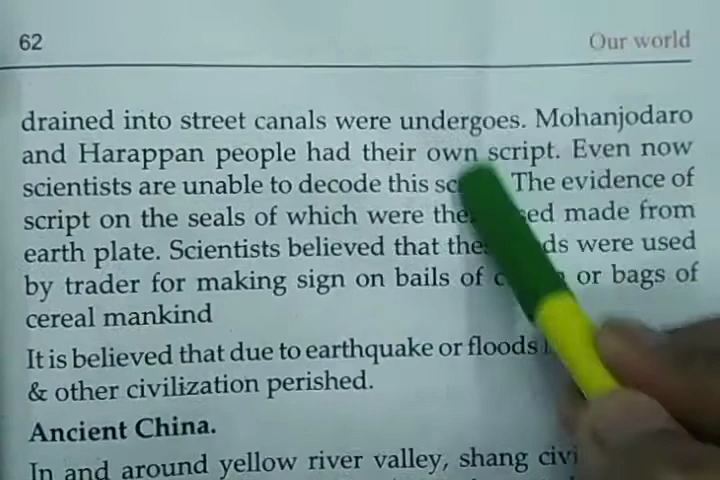 62
Our world
drained into street canals were undergoes. Mohanjodaro
and Harappan people had their own script. Even now
scientists are unable to decode this The evidence of
script on the seals of which were made from
earth plate. Scientists believed that were used
by trader for making sign on bails of or bags of
cereal mankind
It is believed that due to earthquake or floods
& other civilization perished.
Ancient China.
In and around yellow river valley, shang